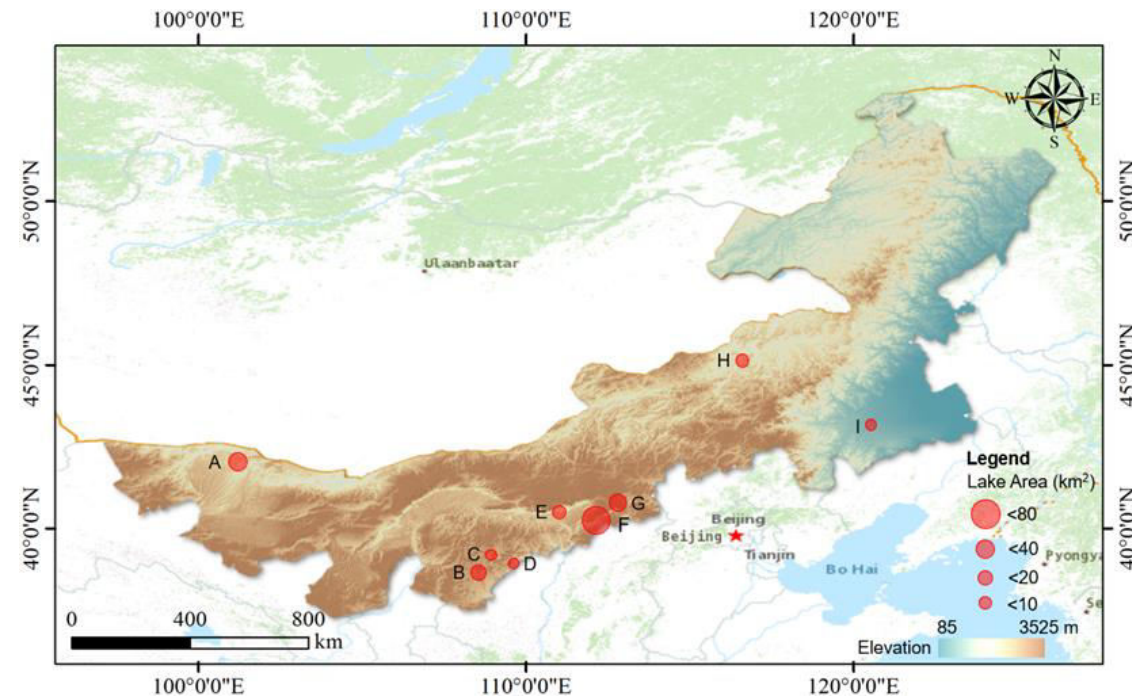 100°0'0"E 110°0'0"E 120°0'0"E
N
W E
S
50°0'0"N 50°0'0"N
Ulaanbaatar
45°0'0"N 45°0'0"N
H
I
A
Legend
Lake Area (km²)
G
E
F
<80
40°0'0"N 40°0'0"N
Beijing
Beijing
Tianjin
<40
C
D
B
Bo Hai
<20
Pyongya
<10
Se
0 400 800
km
85 3525 m
Elevation
100°0'0"E 110°0'0"E 120°0'0"E